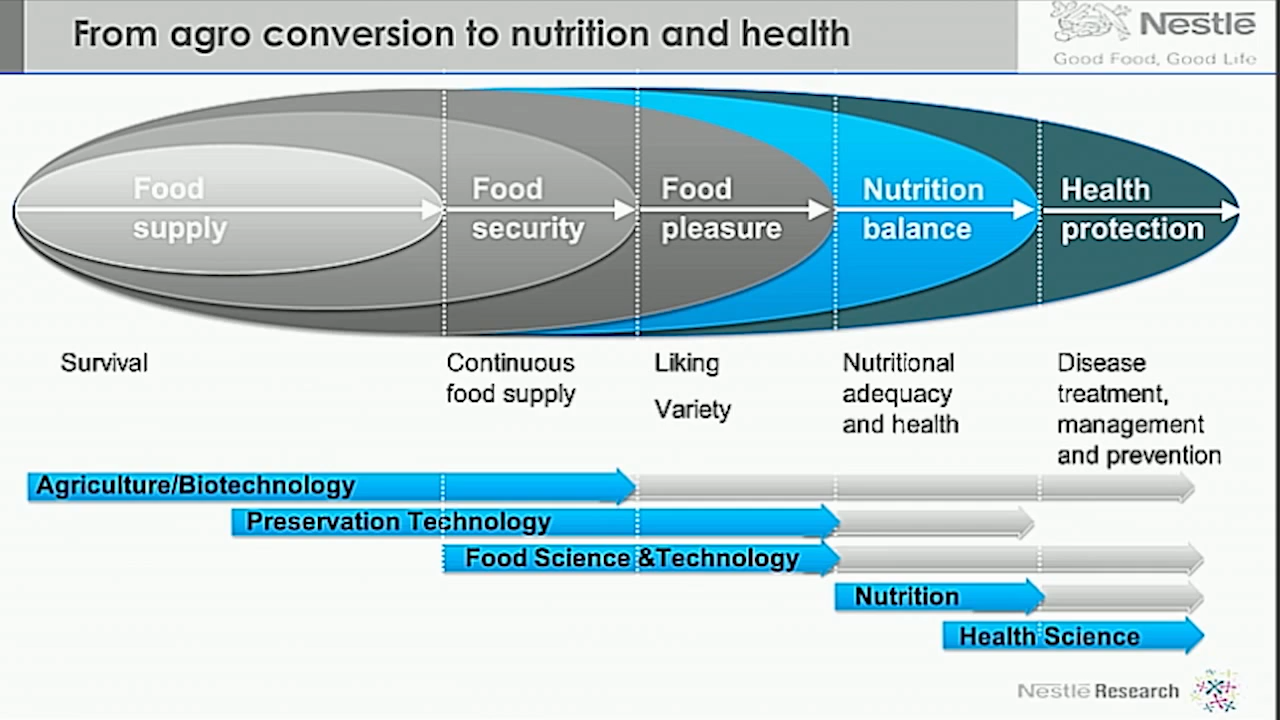 From agro conversion to nutrition and health
Nestlé
Good Food, Good Life
Food supply
Food security
Food pleasure
Nutrition balance
Health protection
Survival
Continuous food supply
Liking
Variety
Nutritional adequacy and health
Disease treatment, management and prevention
Agriculture/Biotechnology
Preservation Technology
Food Science &Technology
Nutrition
Health Science
Nestlé Research